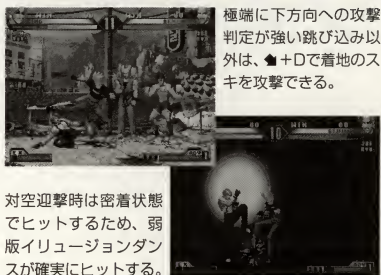 極端に下方向への攻撃
判定が強い跳び込み以
外は、⬉+Dで着地のス
キを攻撃できる。
対空迎撃時は密着状態
でヒットするため、弱
版イリュージョンダン
スが確実にヒットする。